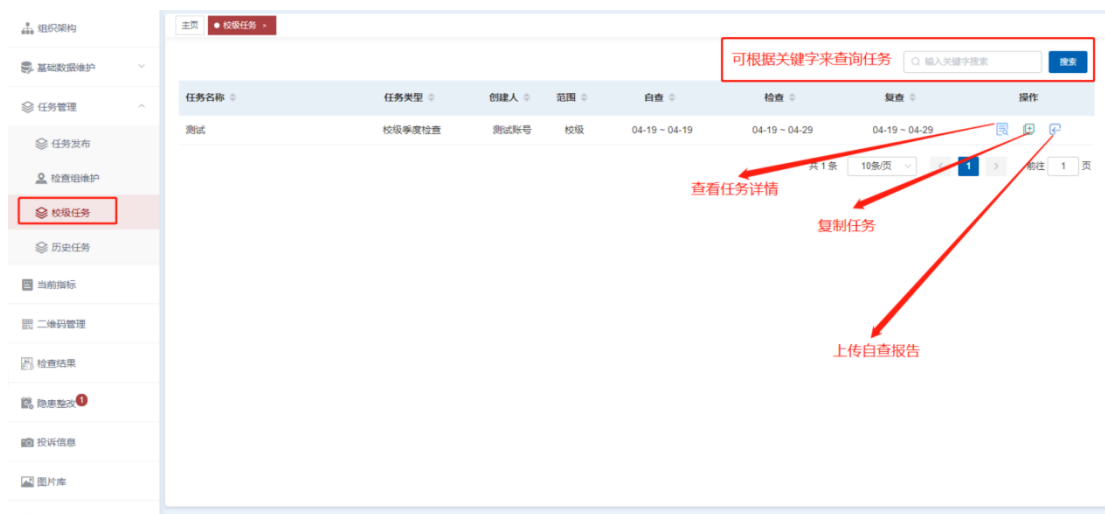 组织架构
基础数据维护
任务管理
任务发布
检查组维护
校级任务
历史任务
当前指标
二维码管理
检查结果
隐患整改 1
投诉信息
图片库
主页 ● 校级任务 ×
可根据关键字来查询任务 输入关键字搜索 搜索
任务名称 任务类型 创建人 范围 自查 检查 复查 操作
测试 校级季度检查 测试账号 校级 04-19 ~ 04-19 04-19 ~ 04-29 04-19 ~ 04-29
共 1 条 10条/页 1 前往 1 页
查看任务详情
复制任务
上传自查报告